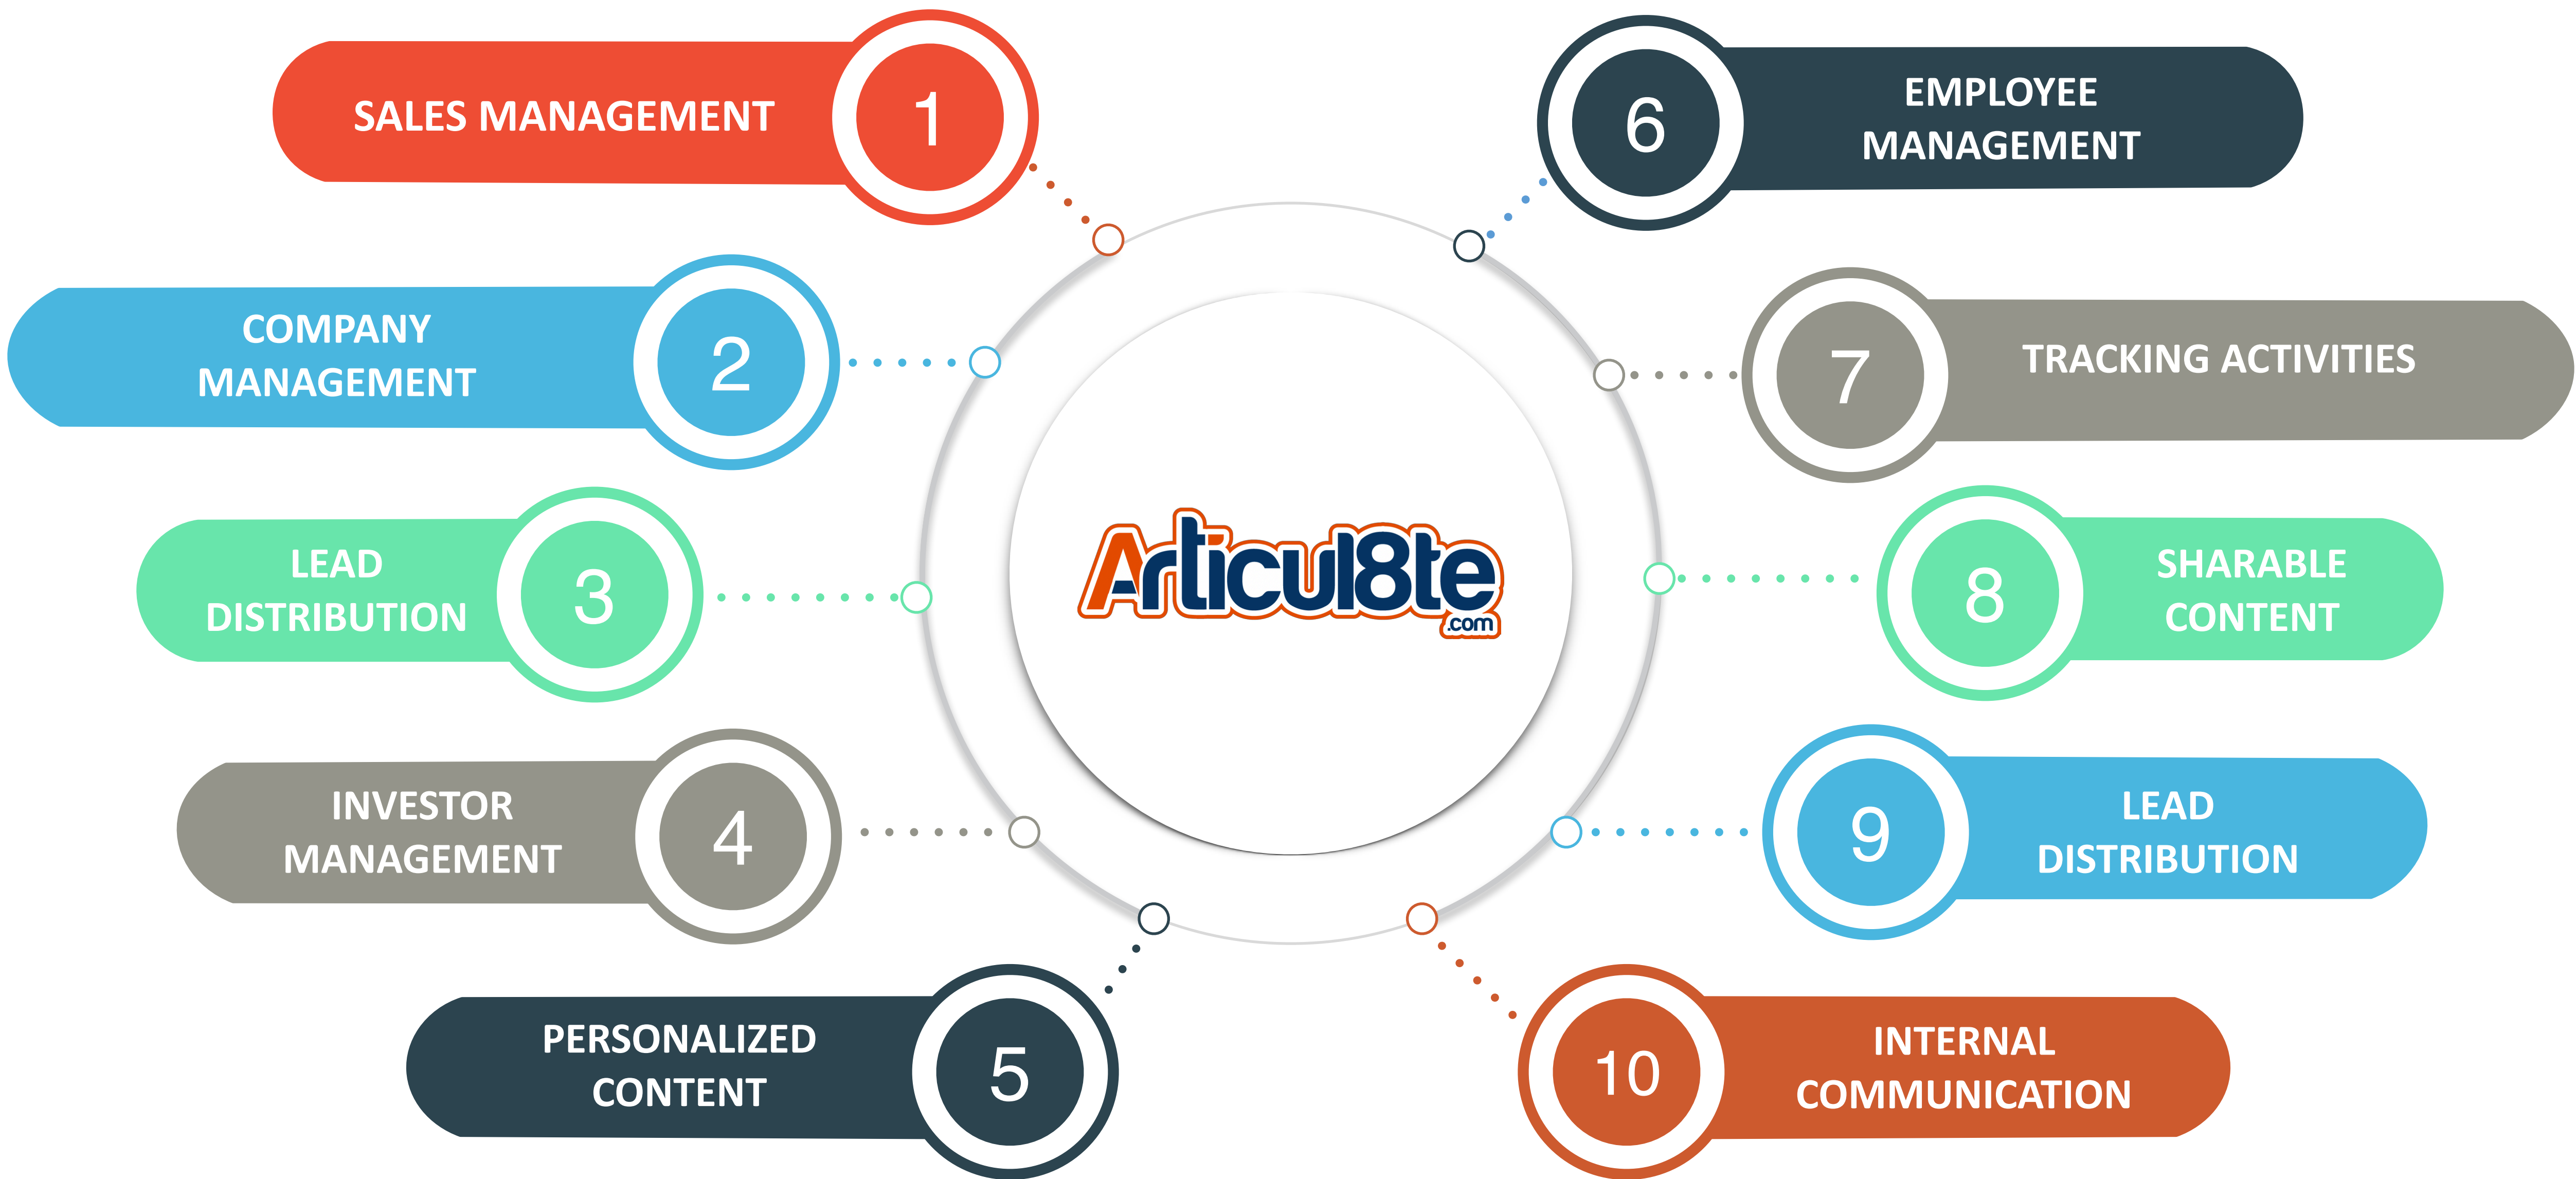 SALES MANAGEMENT
1
COMPANY
MANAGEMENT
2
LEAD
DISTRIBUTION
3
INVESTOR
MANAGEMENT
4
PERSONALIZED
CONTENT
5
Articul8te
.com
6
EMPLOYEE
MANAGEMENT
7
TRACKING ACTIVITIES
8
SHARABLE
CONTENT
9
LEAD
DISTRIBUTION
10
INTERNAL
COMMUNICATION